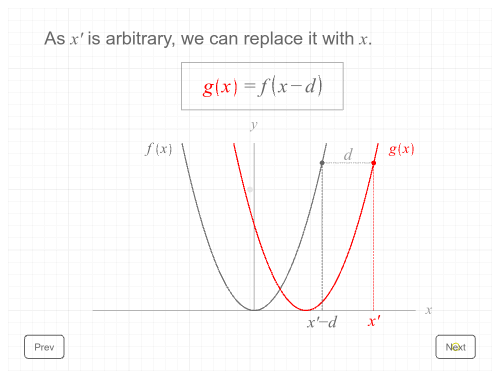 As x' is arbitrary, we can replace it with x.
g(x) = f(x−d)
y
f(x)
d
g(x)
x
x'−d
x'
Prev
Next